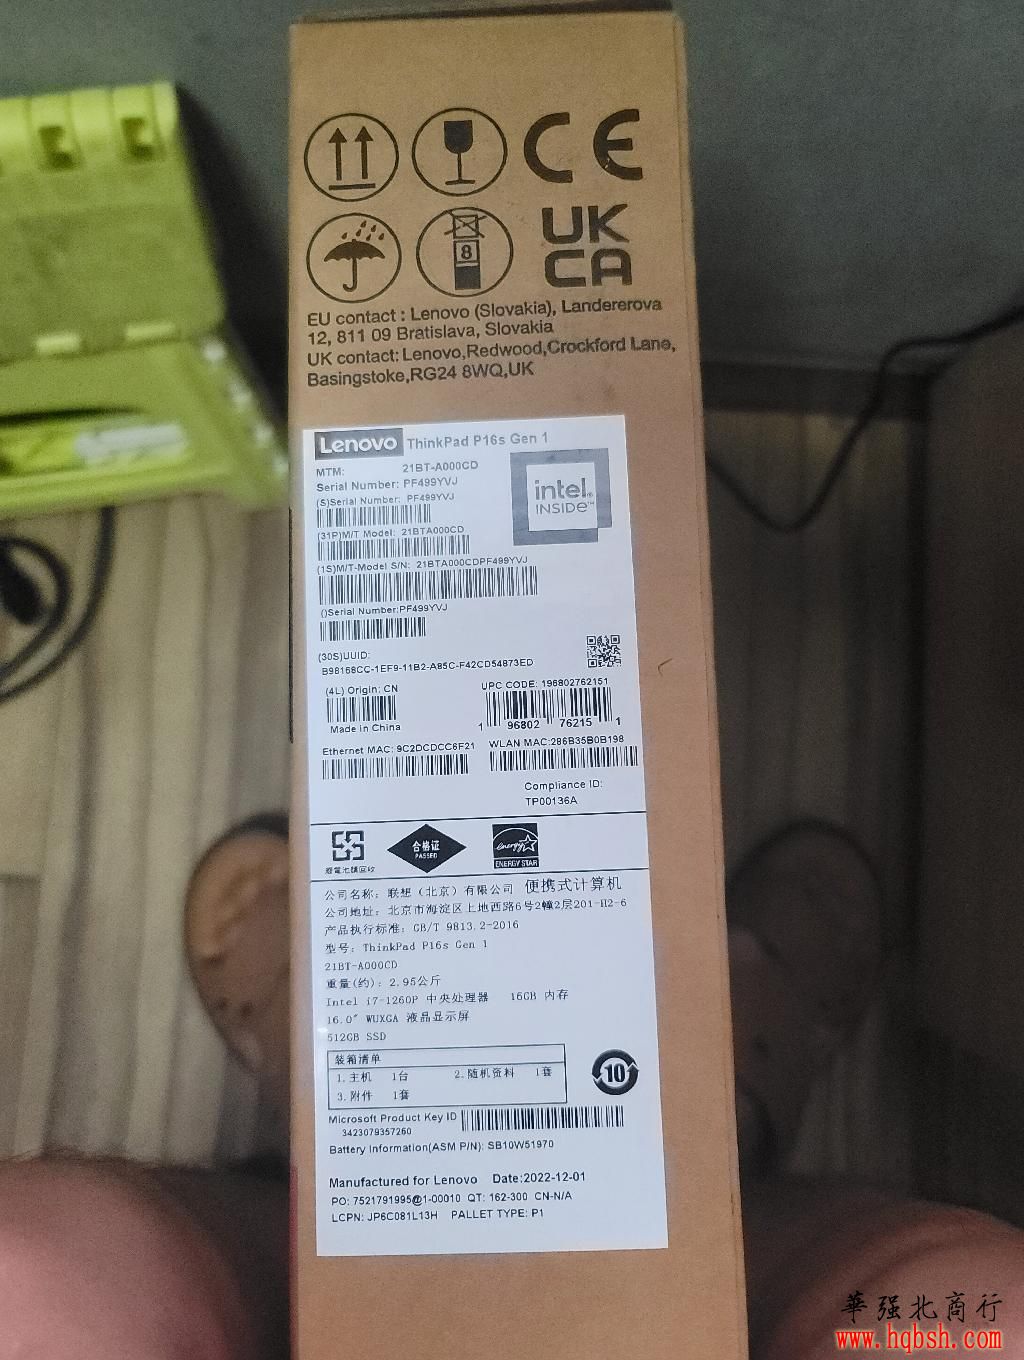 CE
8
UK
CA
EU contact : Lenovo (Slovakia), Landererova
12, 811 09 Bratislava, Slovakia
UK contact: Lenovo,Redwood,Crockford Lane,
Basingstoke,RG24 8WQ,UK
Lenovo ThinkPad P16s Gen 1
MTM: 21BT-A000CD
Serial Number: PF499YVJ
(S)Serial Number: PF499YVJ
intel.
INSIDE™
(31P)M/T Model: 21BTA000CD
(1S)M/T-Model S/N: 21BTA000CDPF499YVJ
()Serial Number:PF499YVJ
(30S)UUID:
B98168CC-1EF9-11B2-A85C-F42CD54873ED
(4L) Origin: CN
UPC CODE: 196802762151
Made in China
1 96802 76215 1
Ethernet MAC: 9C2DCDCC6F21
WLAN MAC:286B35B0B198
Compliance ID:
TP00136A
廢電池請回收
合格证
PASSED
energy
ENERGY STAR
公司名称: 联想（北京）有限公司 便携式计算机
公司地址: 北京市海淀区上地西路6号2幢2层201-H2-6
产品执行标准: GB/T 9813.2-2016
型号: ThinkPad P16s Gen 1
21BT-A000CD
重量(约): 2.95公斤
Intel i7-1260P 中央处理器 16GB 内存
16.0" WUXGA 液晶显示屏
512GB SSD
装箱清单
1.主机 1台 2.随机资料 1套
3.附件 1套
10
Microsoft Product Key ID
3423079357260
Battery Information(ASM P/N): SB10W51970
Manufactured for Lenovo Date:2022-12-01
PO: 7521791995@1-00010 QT: 162-300 CN-N/A
LCPN: JP6C081L13H PALLET TYPE: P1
華强北商行
www.hqbsh.com